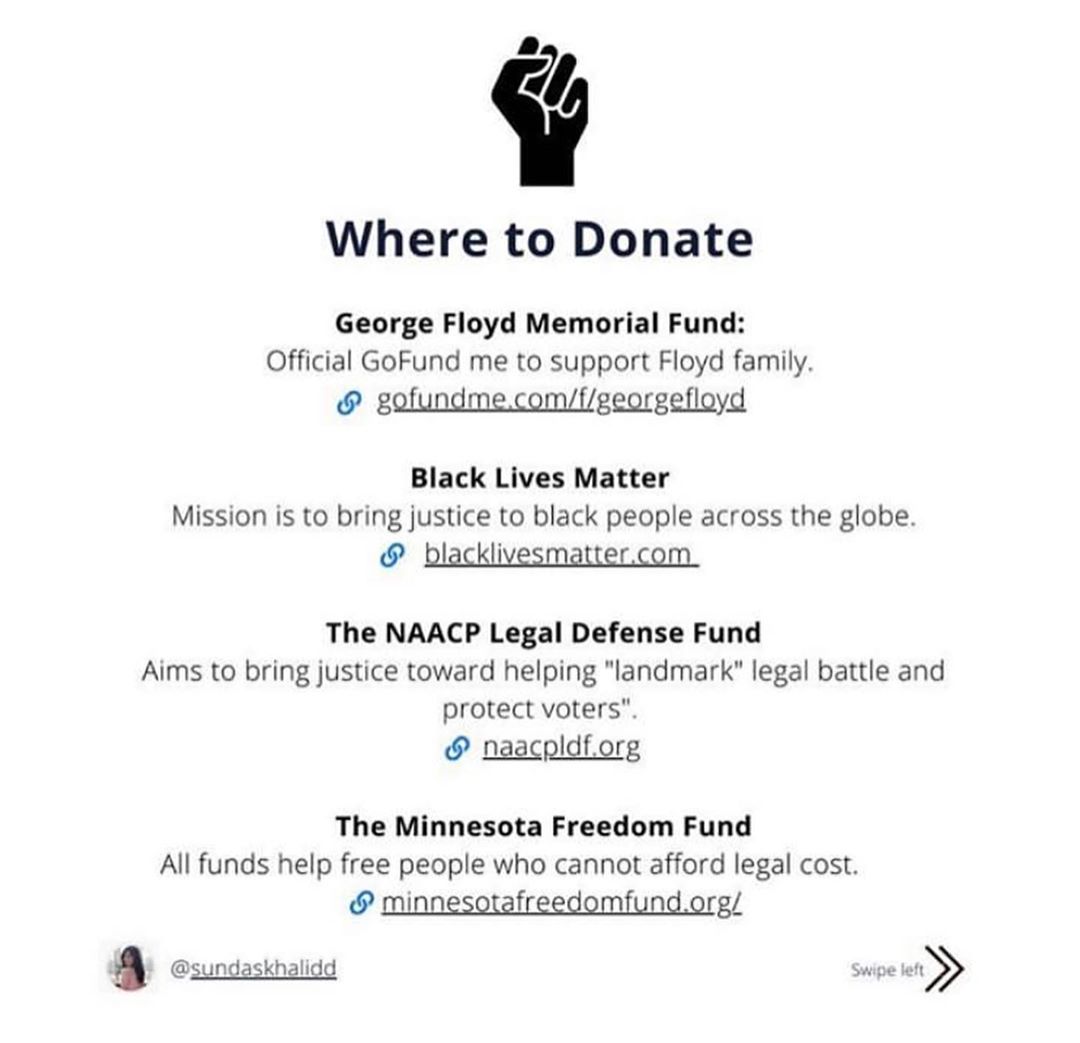 Where to Donate
George Floyd Memorial Fund:
Official GoFund me to support Floyd family.
gofundme.com/f/georgefloyd
Black Lives Matter
Mission is to bring justice to black people across the globe.
blacklivesmatter.com
The NAACP Legal Defense Fund
Aims to bring justice toward helping "landmark" legal battle and
protect voters".
naacpldf.org
The Minnesota Freedom Fund
All funds help free people who cannot afford legal cost.
minnesotafreedomfund.org/
@sundaskhalidd
Swipe left